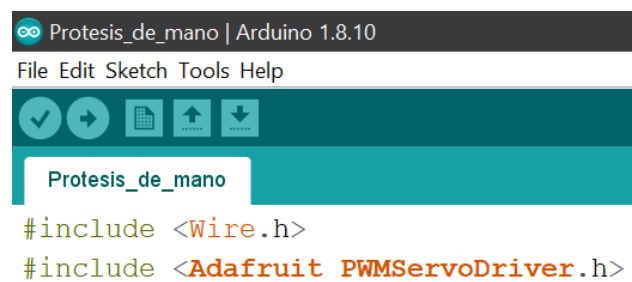 Protesis_de_mano | Arduino 1.8.10
File Edit Sketch Tools Help
Protesis_de_mano
#include <Wire.h>
#include <Adafruit PWMServoDriver.h>